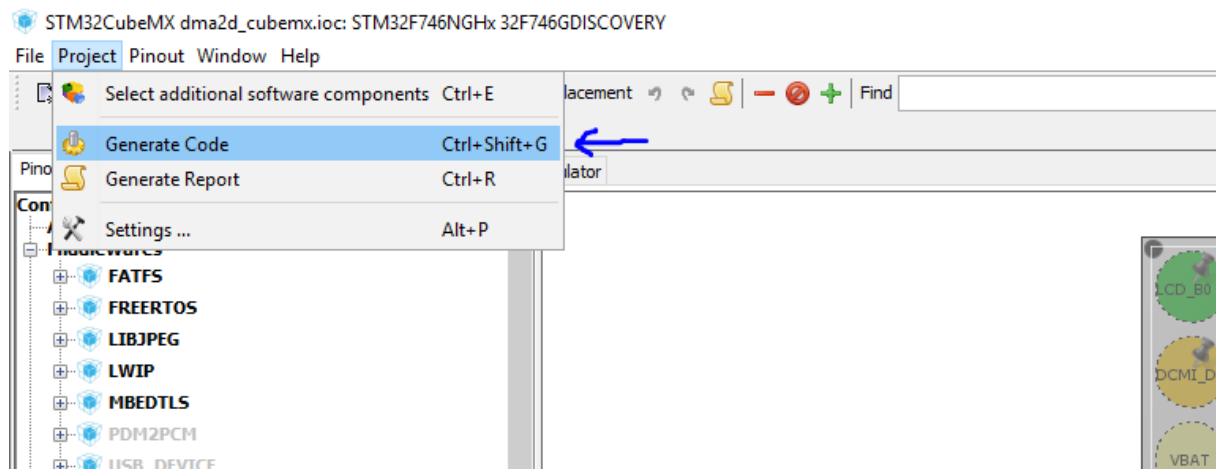 STM32CubeMX dma2d_cubemx.ioc: STM32F746NGHx 32F746GDISCOVERY
File Project Pinout Window Help
Select additional software components Ctrl+E
lacement Find
Generate Code Ctrl+Shift+G
Pino
lator
Generate Report Ctrl+R
Con
Settings ... Alt+P
Middlewares
FATFS
LCD_B0
FREERTOS
LIBJPEG
LWIP
DCMI_D
MBEDTLS
PDM2PCM
VBAT
USB_DEVICE